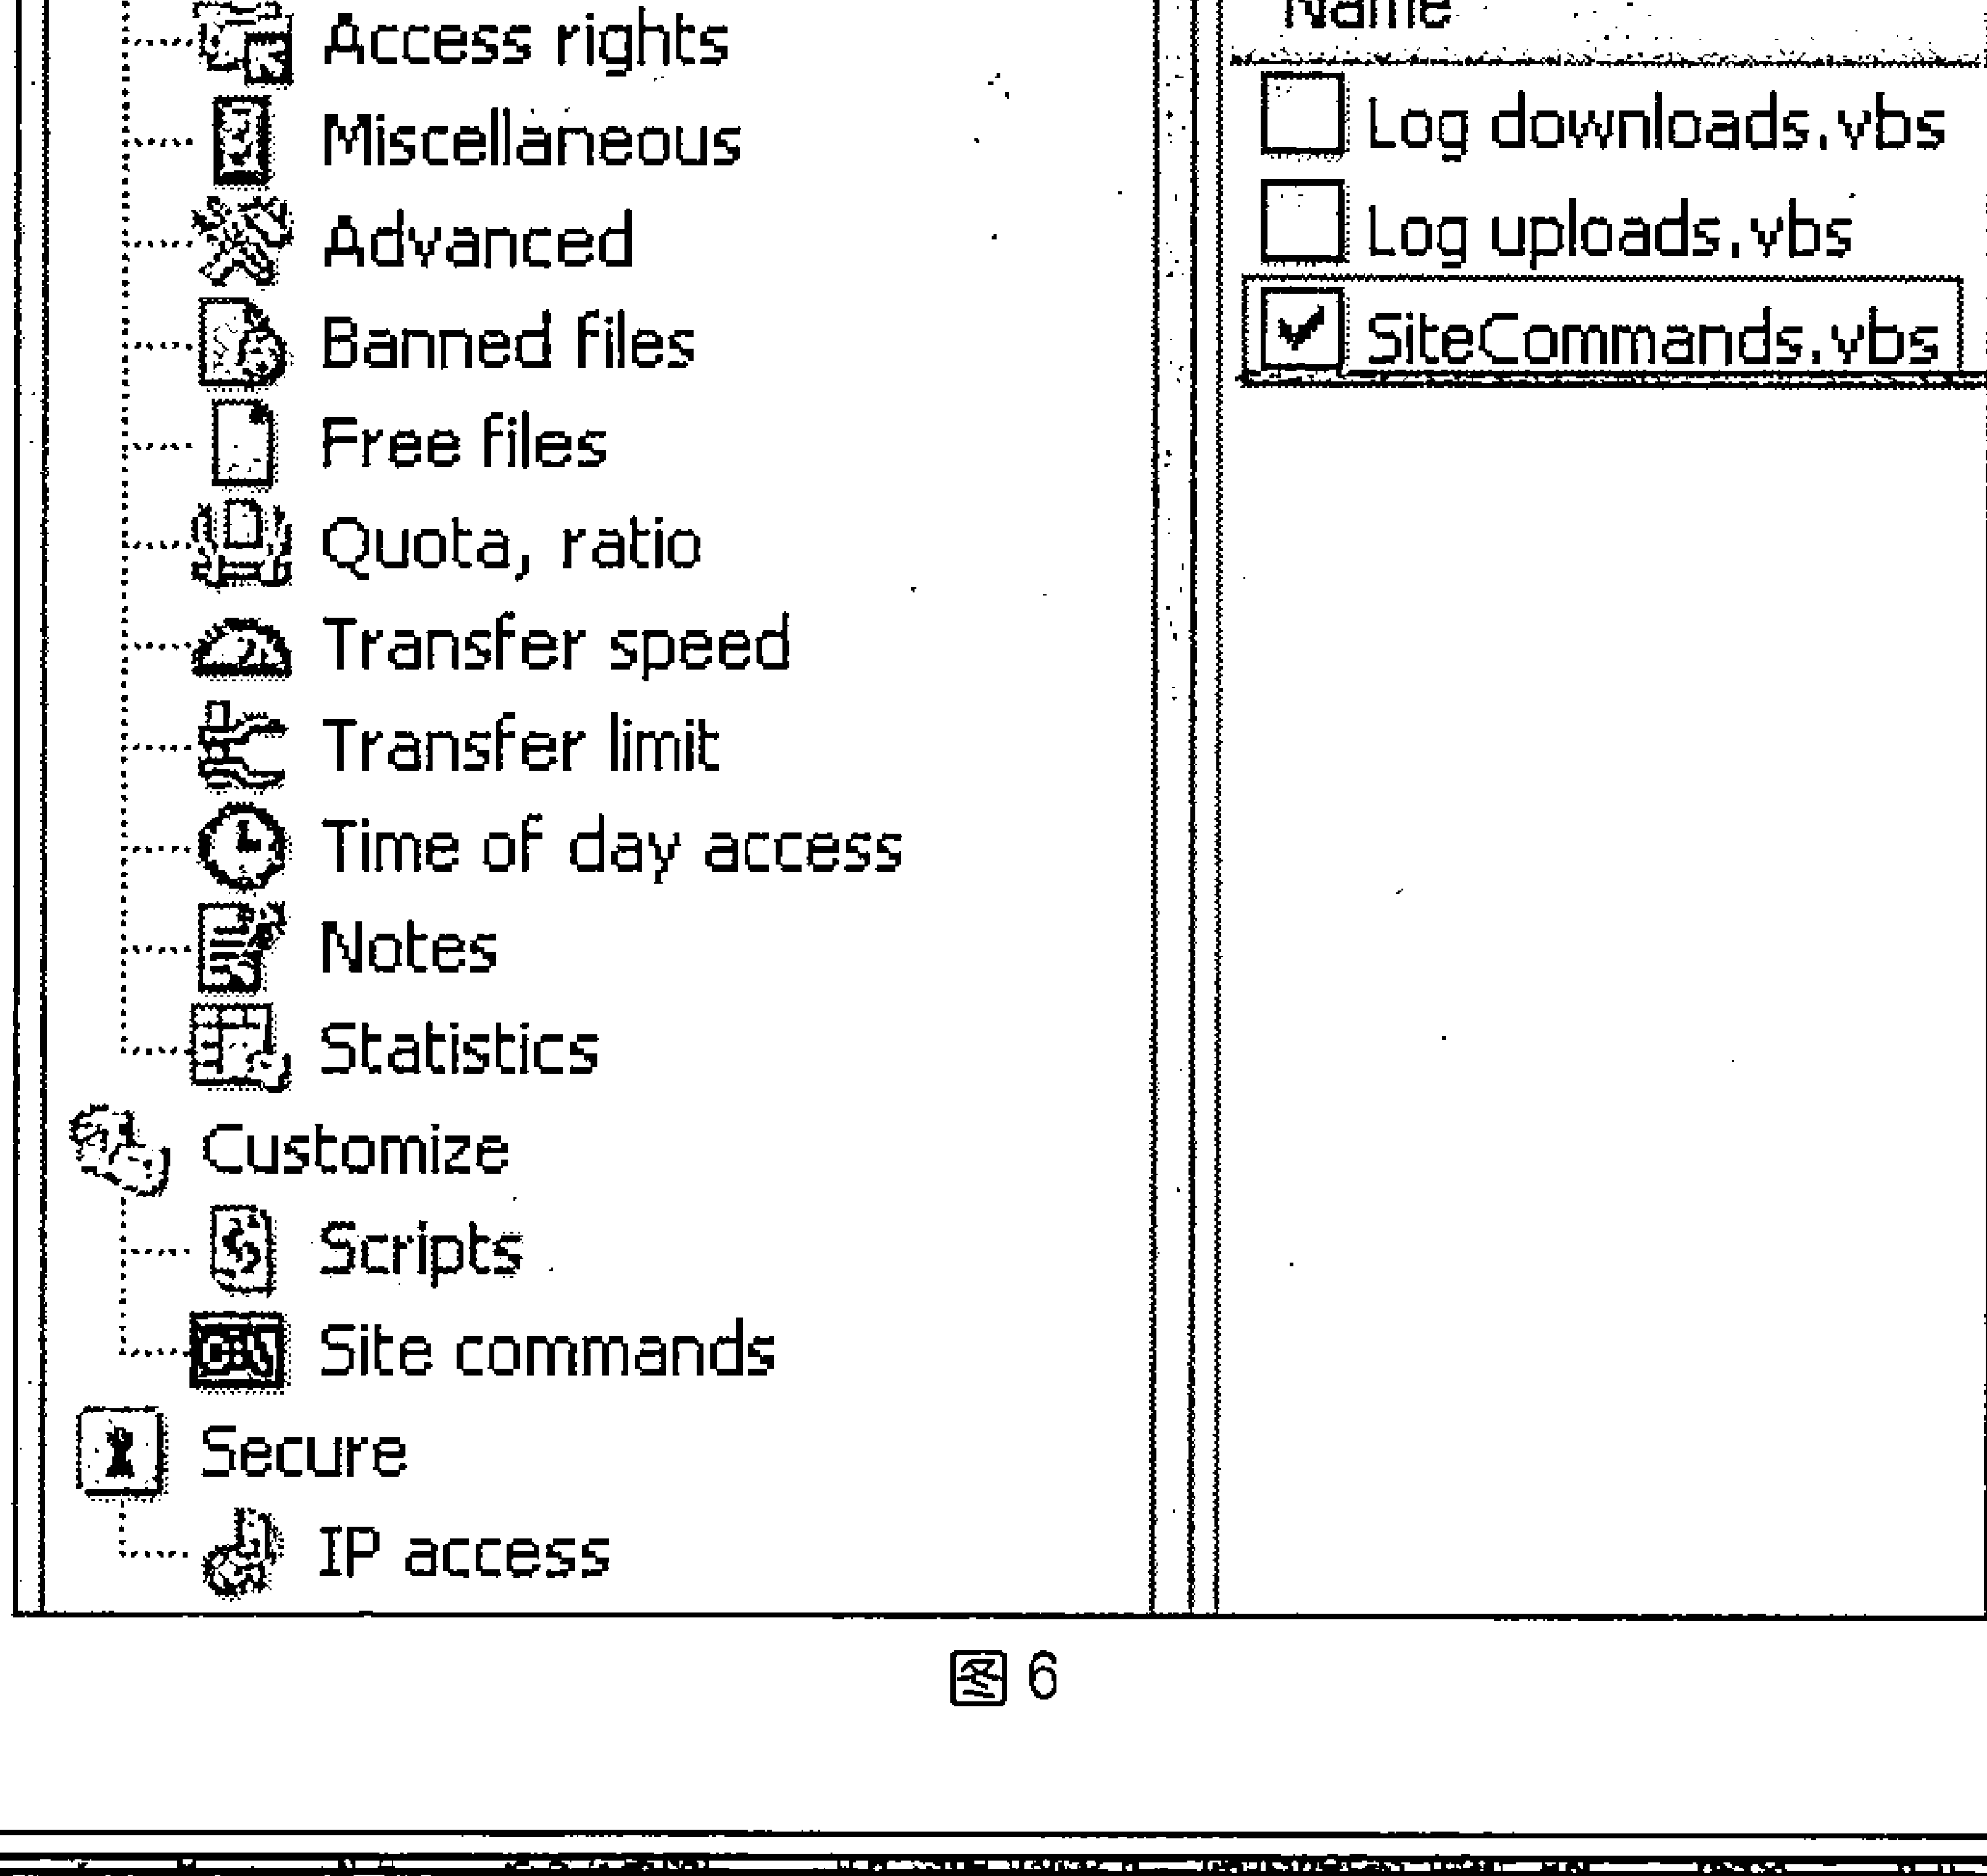 Access rights
Miscellaneous
Advanced
Banned files
Free files
Quota, ratio
Transfer speed
Transfer limit
Time of day access
Notes
Statistics
Customize
Scripts
Site commands
Secure
IP access
Name
Log downloads.vbs
Log uploads.vbs
SiteCommands.vbs
图 6